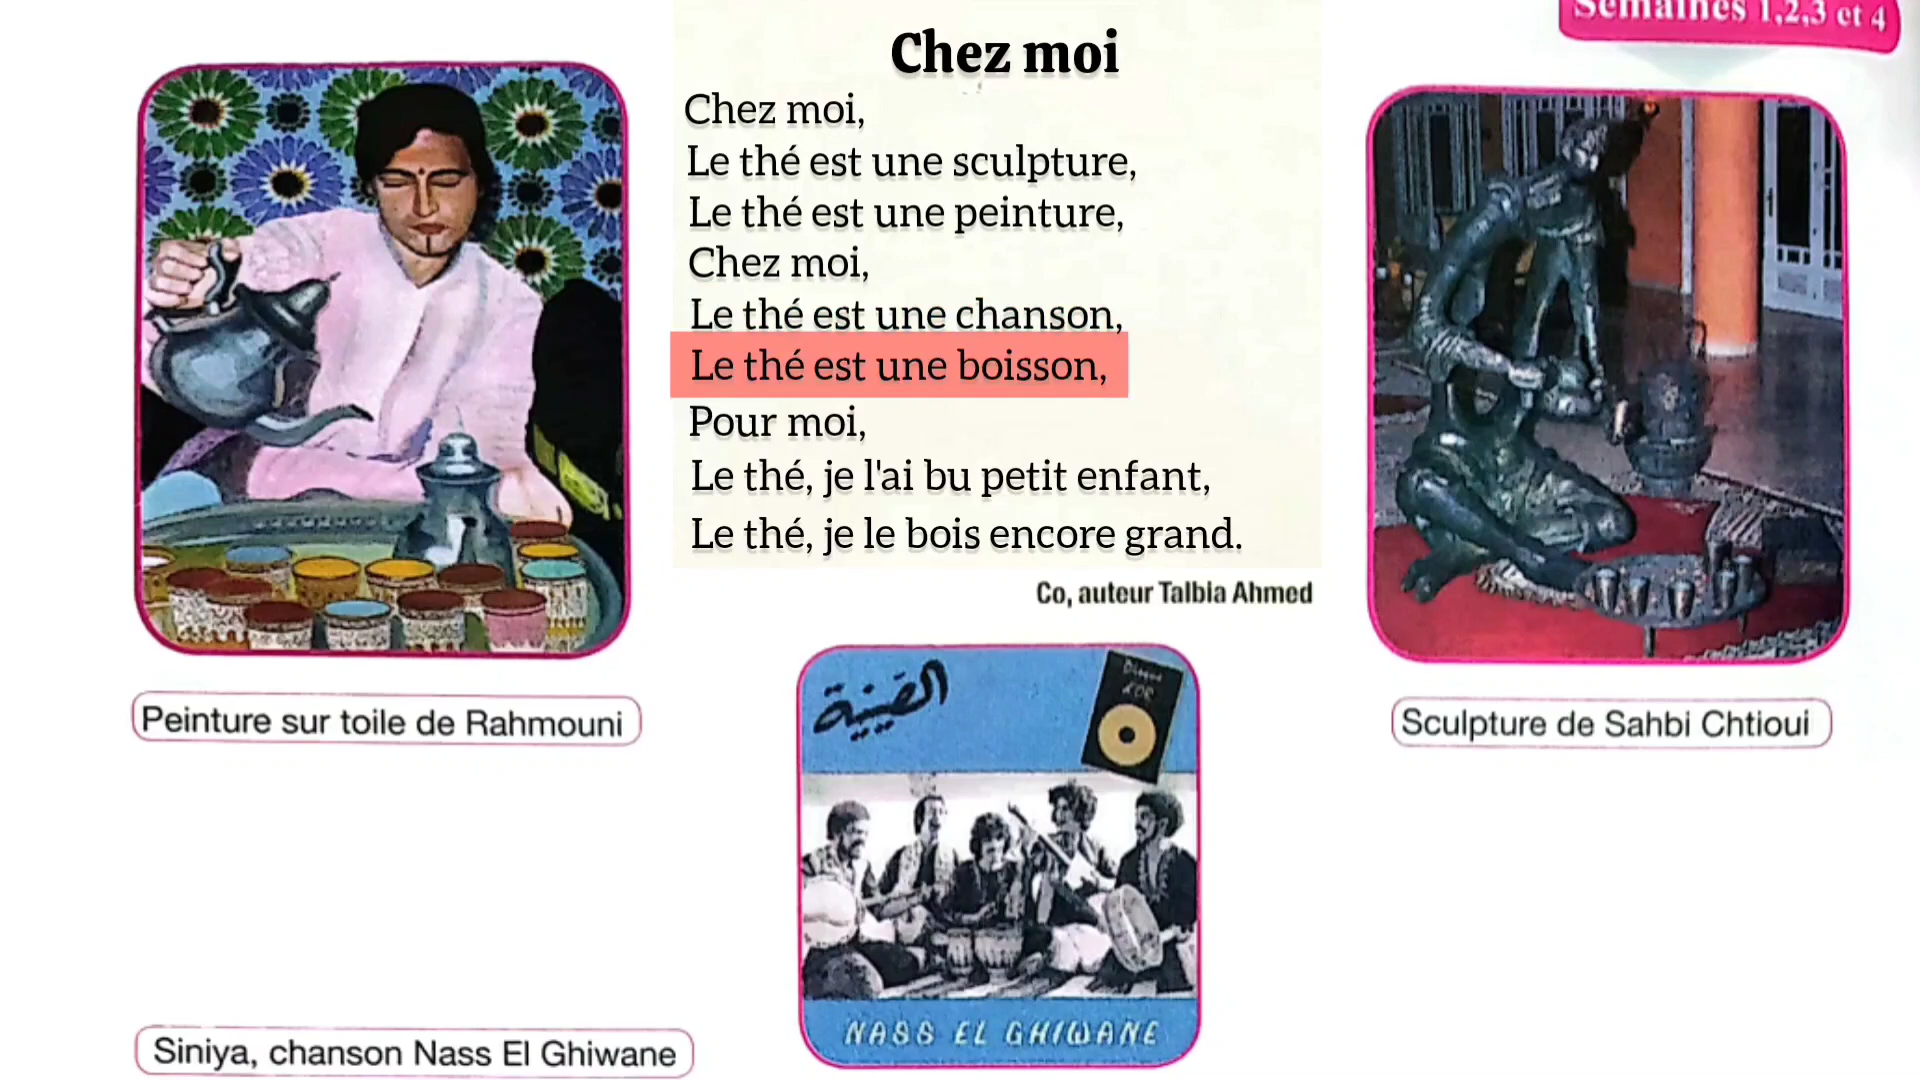 Semaines 1,2,3 et 4
Chez moi
Chez moi,
Le thé est une sculpture,
Le thé est une peinture,
Chez moi,
Le thé est une chanson,
Le thé est une boisson,
Pour moi,
Le thé, je l'ai bu petit enfant,
Le thé, je le bois encore grand.
Co, auteur Talbia Ahmed
Peinture sur toile de Rahmouni
Sculpture de Sahbi Chtioui
الصينية
Disque
d'OR
NASS EL GHIWANE
Siniya, chanson Nass El Ghiwane